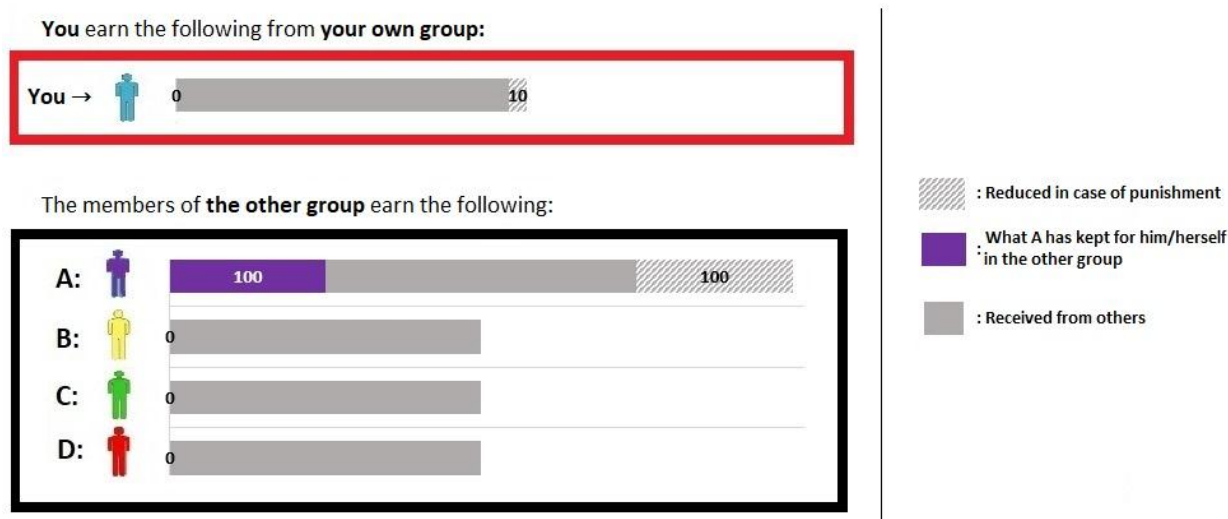 You earn the following from your own group:
You →
0
10
The members of the other group earn the following:
A:
100
100
B:
0
C:
0
D:
0
: Reduced in case of punishment
: What A has kept for him/herself
in the other group
: Received from others